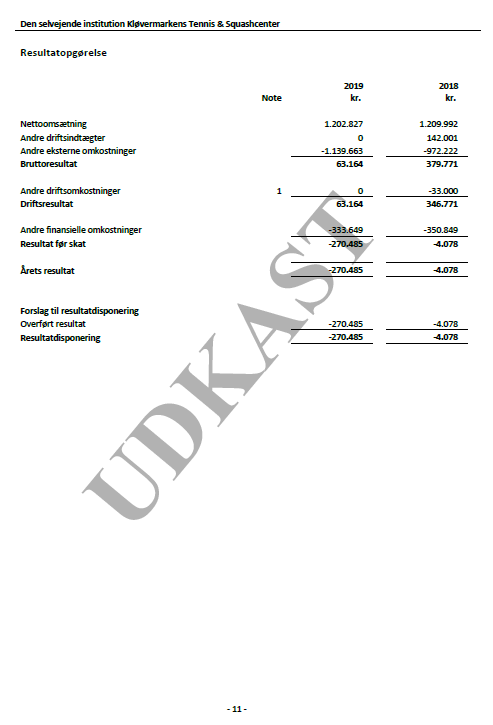 Den selvejende institution Kløvermarkens Tennis & Squashcenter
Resultatopgørelse
2019 2018
Note kr. kr.
Nettoomsætning 1.202.827 1.209.992
Andre driftsindtægter 0 142.001
Andre eksterne omkostninger -1.139.663 -972.222
Bruttoresultat 63.164 379.771
Andre driftsomkostninger 1 0 -33.000
Driftsresultat 63.164 346.771
Andre finansielle omkostninger -333.649 -350.849
Resultat før skat -270.485 -4.078
Årets resultat -270.485 -4.078
Forslag til resultatdisponering
Overført resultat -270.485 -4.078
Resultatdisponering -270.485 -4.078
UDKAST
- 11 -